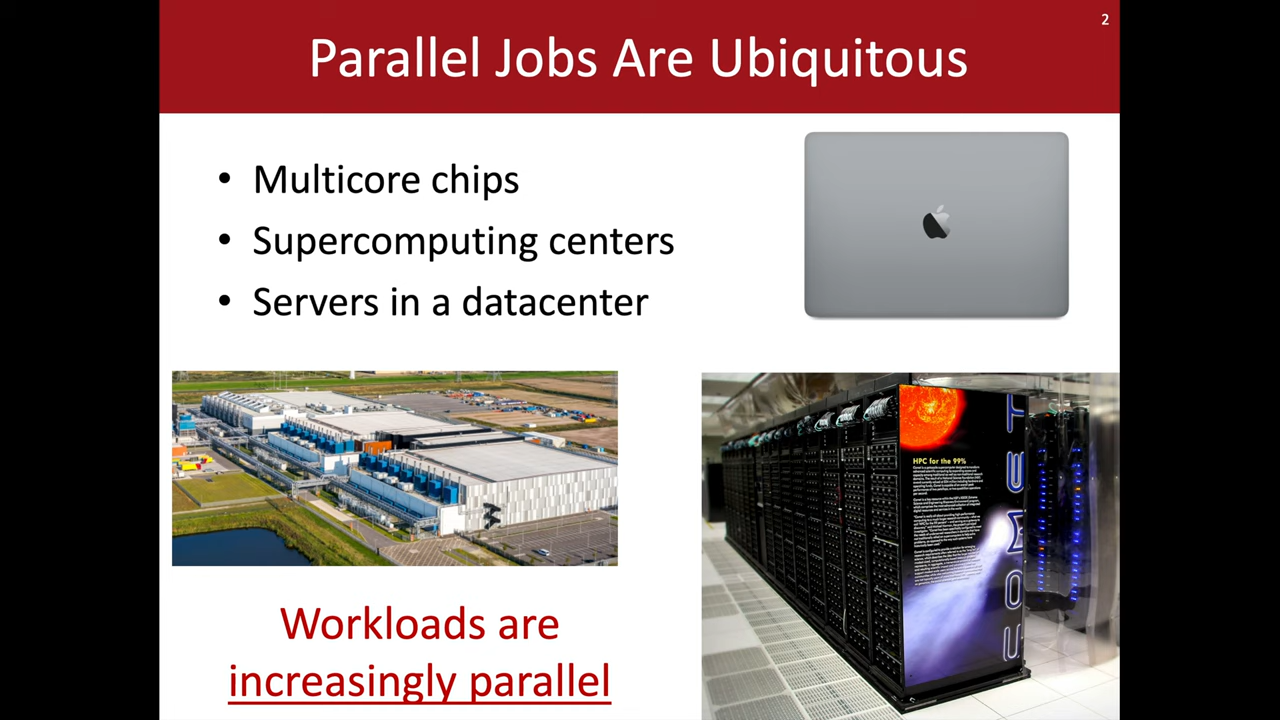 2
Parallel Jobs Are Ubiquitous
• Multicore chips
• Supercomputing centers
• Servers in a datacenter
HPC for the 99%
COMET
Workloads are
increasingly parallel